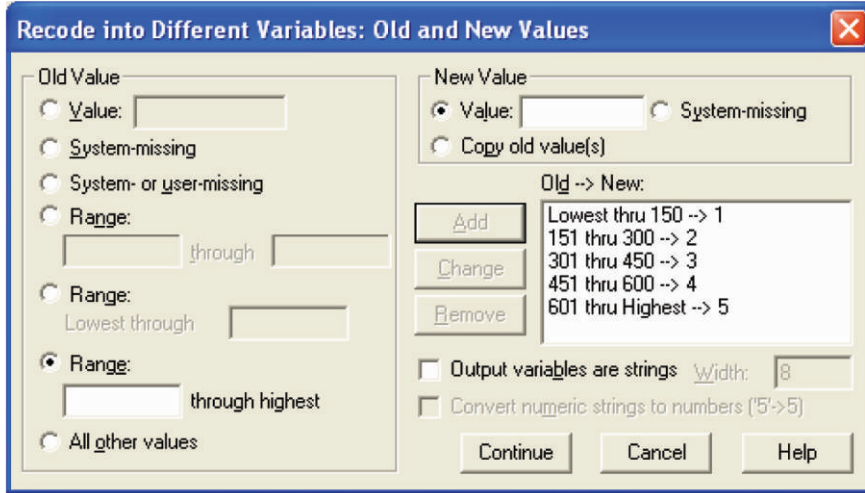 Recode into Different Variables: Old and New Values
Old Value
Value:
System-missing
System- or user-missing
Range:
through
Range:
Lowest through
Range:
through highest
All other values
New Value
Value:
System-missing
Copy old value(s)
Old --> New:
Add
Change
Remove
Lowest thru 150 --> 1
151 thru 300 --> 2
301 thru 450 --> 3
451 thru 600 --> 4
601 thru Highest --> 5
Output variables are strings
Width:
8
Convert numeric strings to numbers ('5'->5)
Continue
Cancel
Help